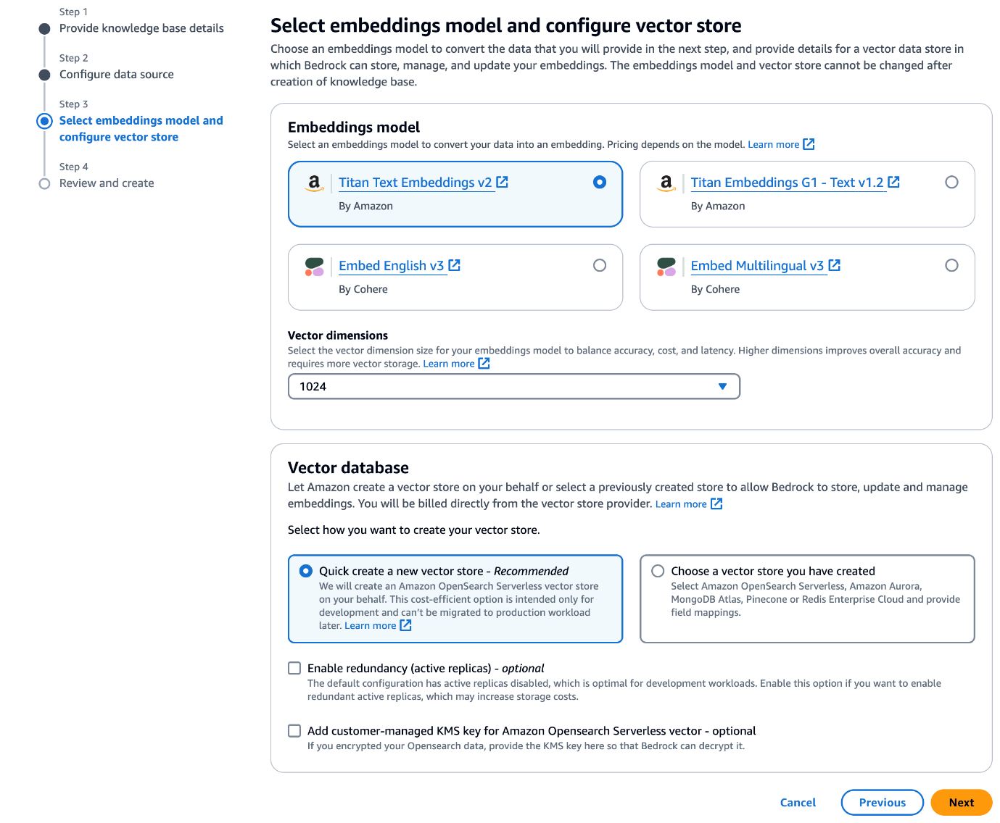 Step 1
Provide knowledge base details
Step 2
Configure data source
Step 3
Select embeddings model and
configure vector store
Step 4
Review and create
Select embeddings model and configure vector store
Choose an embeddings model to convert the data that you will provide in the next step, and provide details for a vector data store in
which Bedrock can store, manage, and update your embeddings. The embeddings model and vector store cannot be changed after
creation of knowledge base.
Embeddings model
Select an embeddings model to convert your data into an embedding. Pricing depends on the model. Learn more
a Titan Text Embeddings v2
By Amazon
a Titan Embeddings G1 - Text v1.2
By Amazon
Embed English v3
By Cohere
Embed Multilingual v3
By Cohere
Vector dimensions
Select the vector dimension size for your embeddings model to balance accuracy, cost, and latency. Higher dimensions improves overall accuracy and
requires more vector storage. Learn more
1024
Vector database
Let Amazon create a vector store on your behalf or select a previously created store to allow Bedrock to store, update and manage
embeddings. You will be billed directly from the vector store provider. Learn more
Select how you want to create your vector store.
Quick create a new vector store - Recommended
We will create an Amazon OpenSearch Serverless vector store
on your behalf. This cost-efficient option is intended only for
development and can't be migrated to production workload
later. Learn more
Choose a vector store you have created
Select Amazon OpenSearch Serverless, Amazon Aurora,
MongoDB Atlas, Pinecone or Redis Enterprise Cloud and provide
field mappings.
Enable redundancy (active replicas) - optional
The default configuration has active replicas disabled, which is optimal for development workloads. Enable this option if you want to enable
redundant active replicas, which may increase storage costs.
Add customer-managed KMS key for Amazon Opensearch Serverless vector - optional
If you encrypted your Opensearch data, provide the KMS key here so that Bedrock can decrypt it.
Cancel
Previous
Next